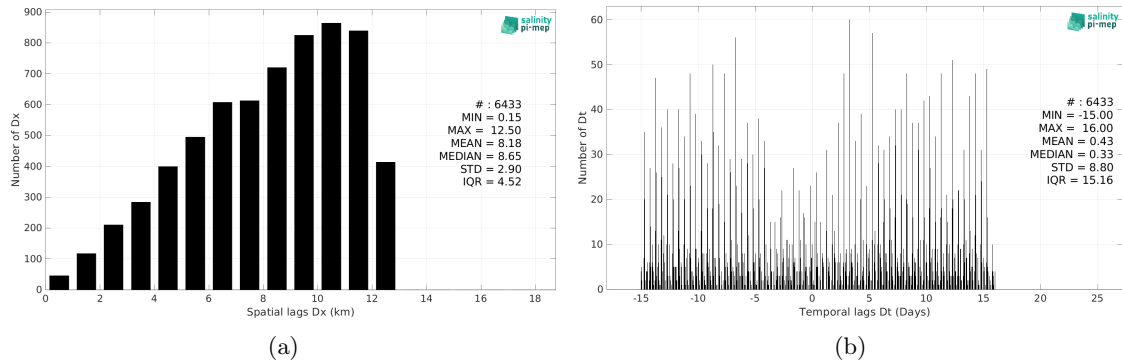 900
800
700
600
500
400
300
200
100
0
Number of Dx
0 2 4 6 8 10 12 14 16 18
Spatial lags Dx (km)
salinity
pi-mep
# : 6433
MIN = 0.15
MAX = 12.50
MEAN = 8.18
MEDIAN = 8.65
STD = 2.90
IQR = 4.52
(a)
60
50
40
30
20
10
0
Number of Dt
-15 -10 -5 0 5 10 15 20 25
Temporal lags Dt (Days)
salinity
pi-mep
# : 6433
MIN = -15.00
MAX = 16.00
MEAN = 0.43
MEDIAN = 0.33
STD = 8.80
IQR = 15.16
(b)